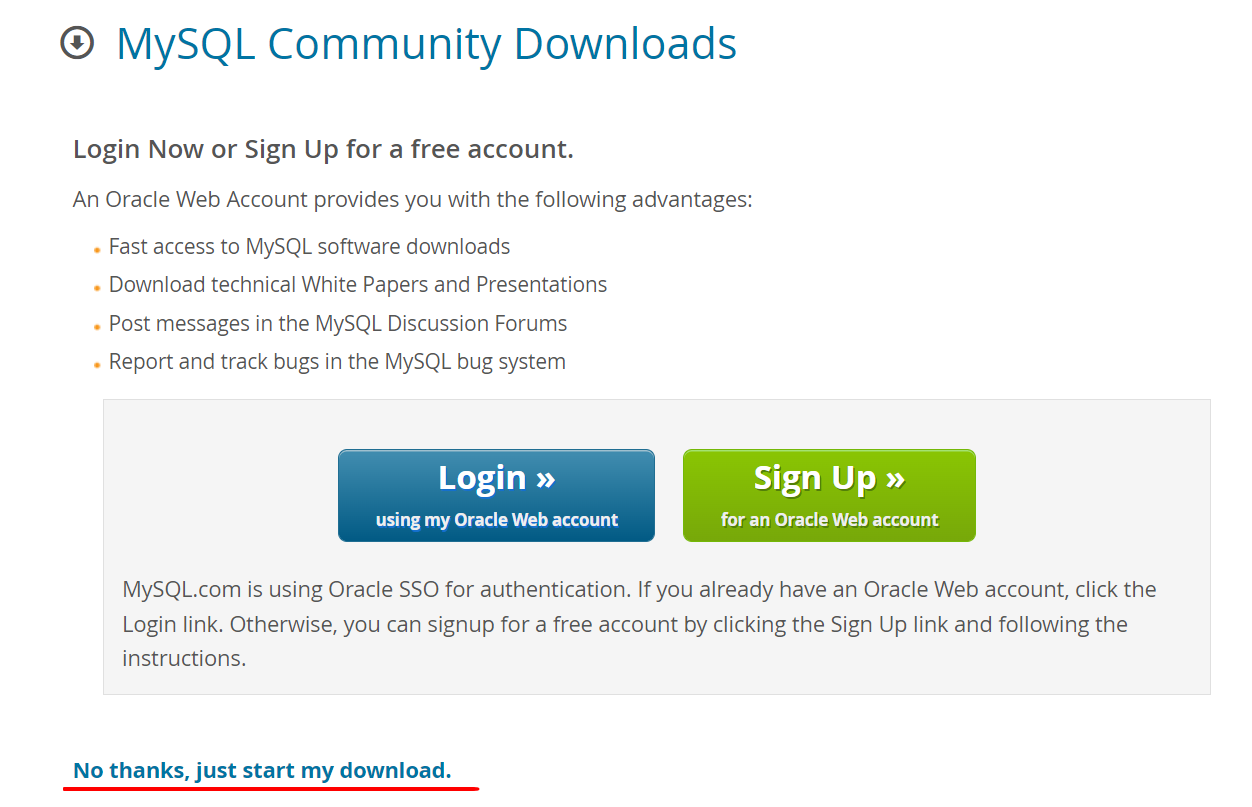 MySQL Community Downloads
Login Now or Sign Up for a free account.
An Oracle Web Account provides you with the following advantages:
Fast access to MySQL software downloads
Download technical White Papers and Presentations
Post messages in the MySQL Discussion Forums
Report and track bugs in the MySQL bug system
Login »
using my Oracle Web account
Sign Up »
for an Oracle Web account
MySQL.com is using Oracle SSO for authentication. If you already have an Oracle Web account, click the
Login link. Otherwise, you can signup for a free account by clicking the Sign Up link and following the
instructions.
No thanks, just start my download.